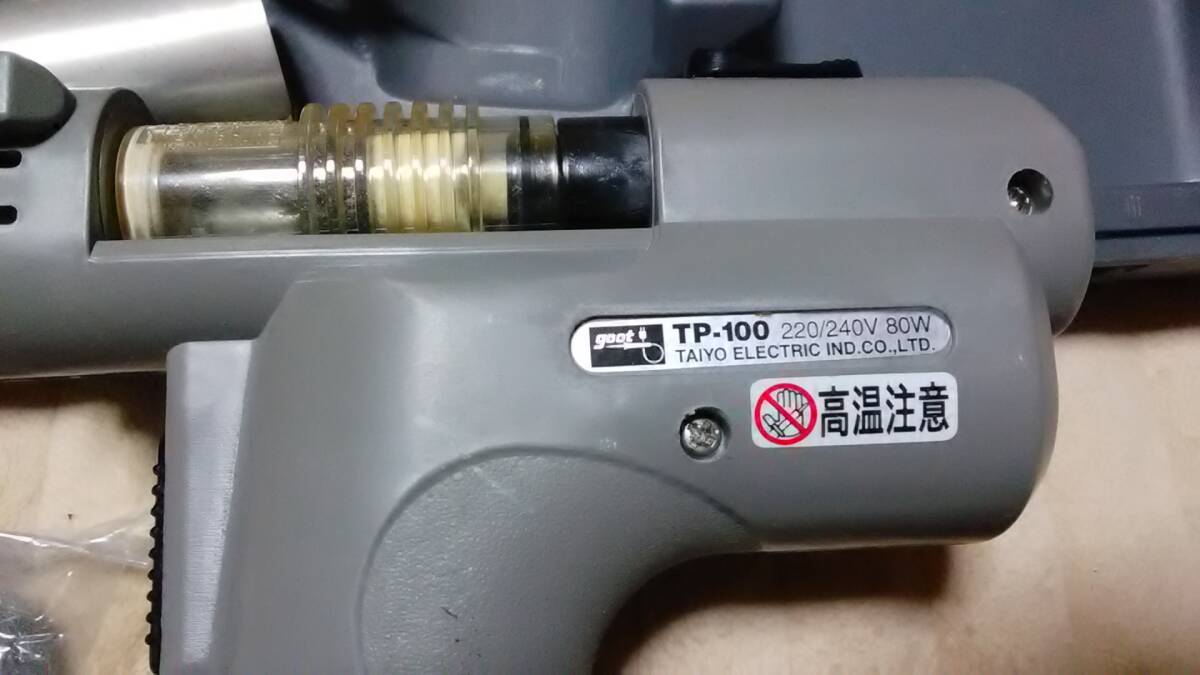 goot TP-100 220/240V 80W
TAIYO ELECTRIC IND.CO.,LTD.
高温注意